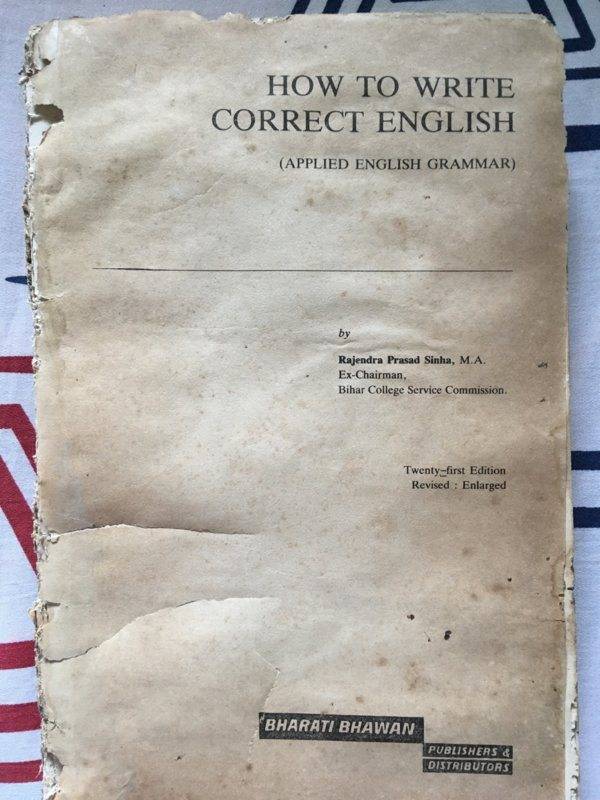 HOW TO WRITE
CORRECT ENGLISH
(APPLIED ENGLISH GRAMMAR)
by
Rajendra Prasad Sinha, M.A.
Ex-Chairman,
Bihar College Service Commission.
Twenty-first Edition
Revised : Enlarged
BHARATI BHAWAN
PUBLISHERS &
DISTRIBUTORS